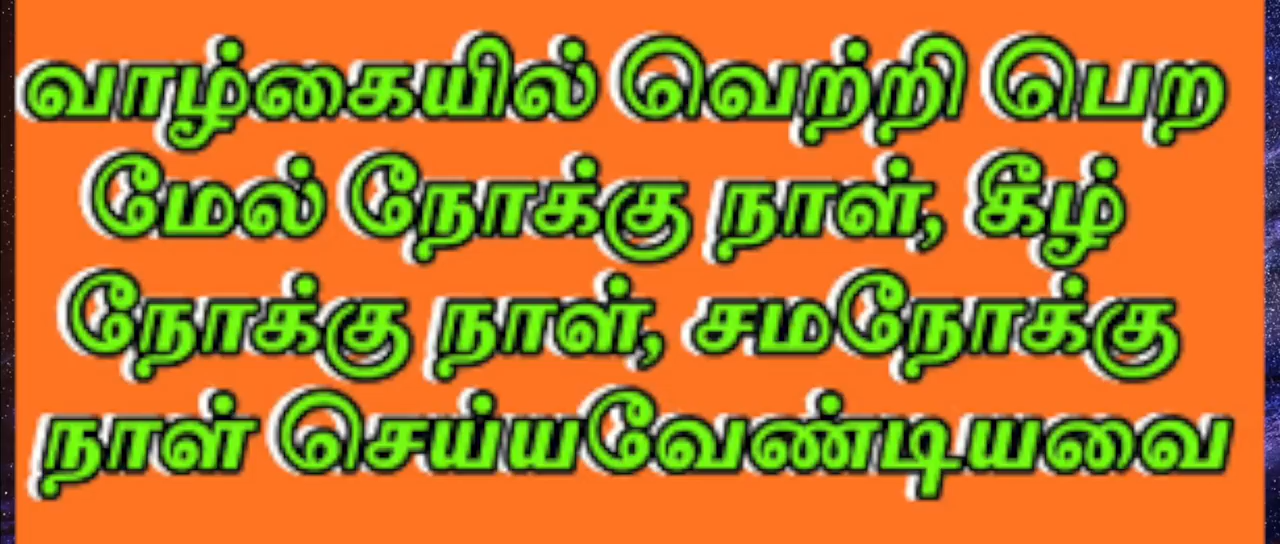 வாழ்கையில் வெற்றி பெற
மேல் நோக்கு நாள், கீழ்
நோக்கு நாள், சமநோக்கு
நாள் செய்யவேண்டியவை